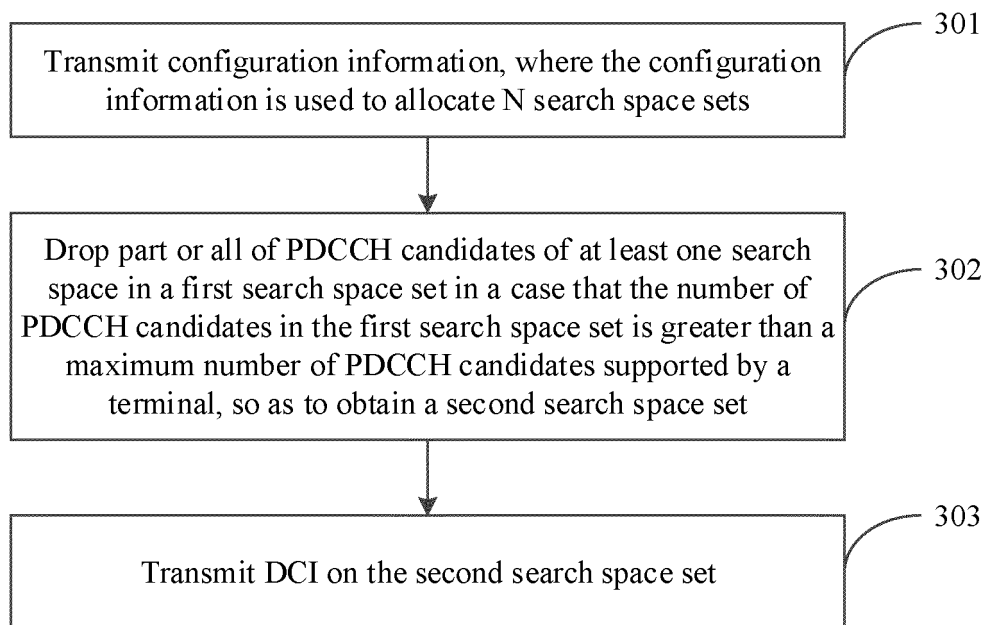 301
Transmit configuration information, where the configuration
information is used to allocate N search space sets
Drop part or all of PDCCH candidates of at least one search
space in a first search space set in a case that the number of
PDCCH candidates in the first search space set is greater than a
maximum number of PDCCH candidates supported by a
terminal, so as to obtain a second search space set
302
303
Transmit DCI on the second search space set